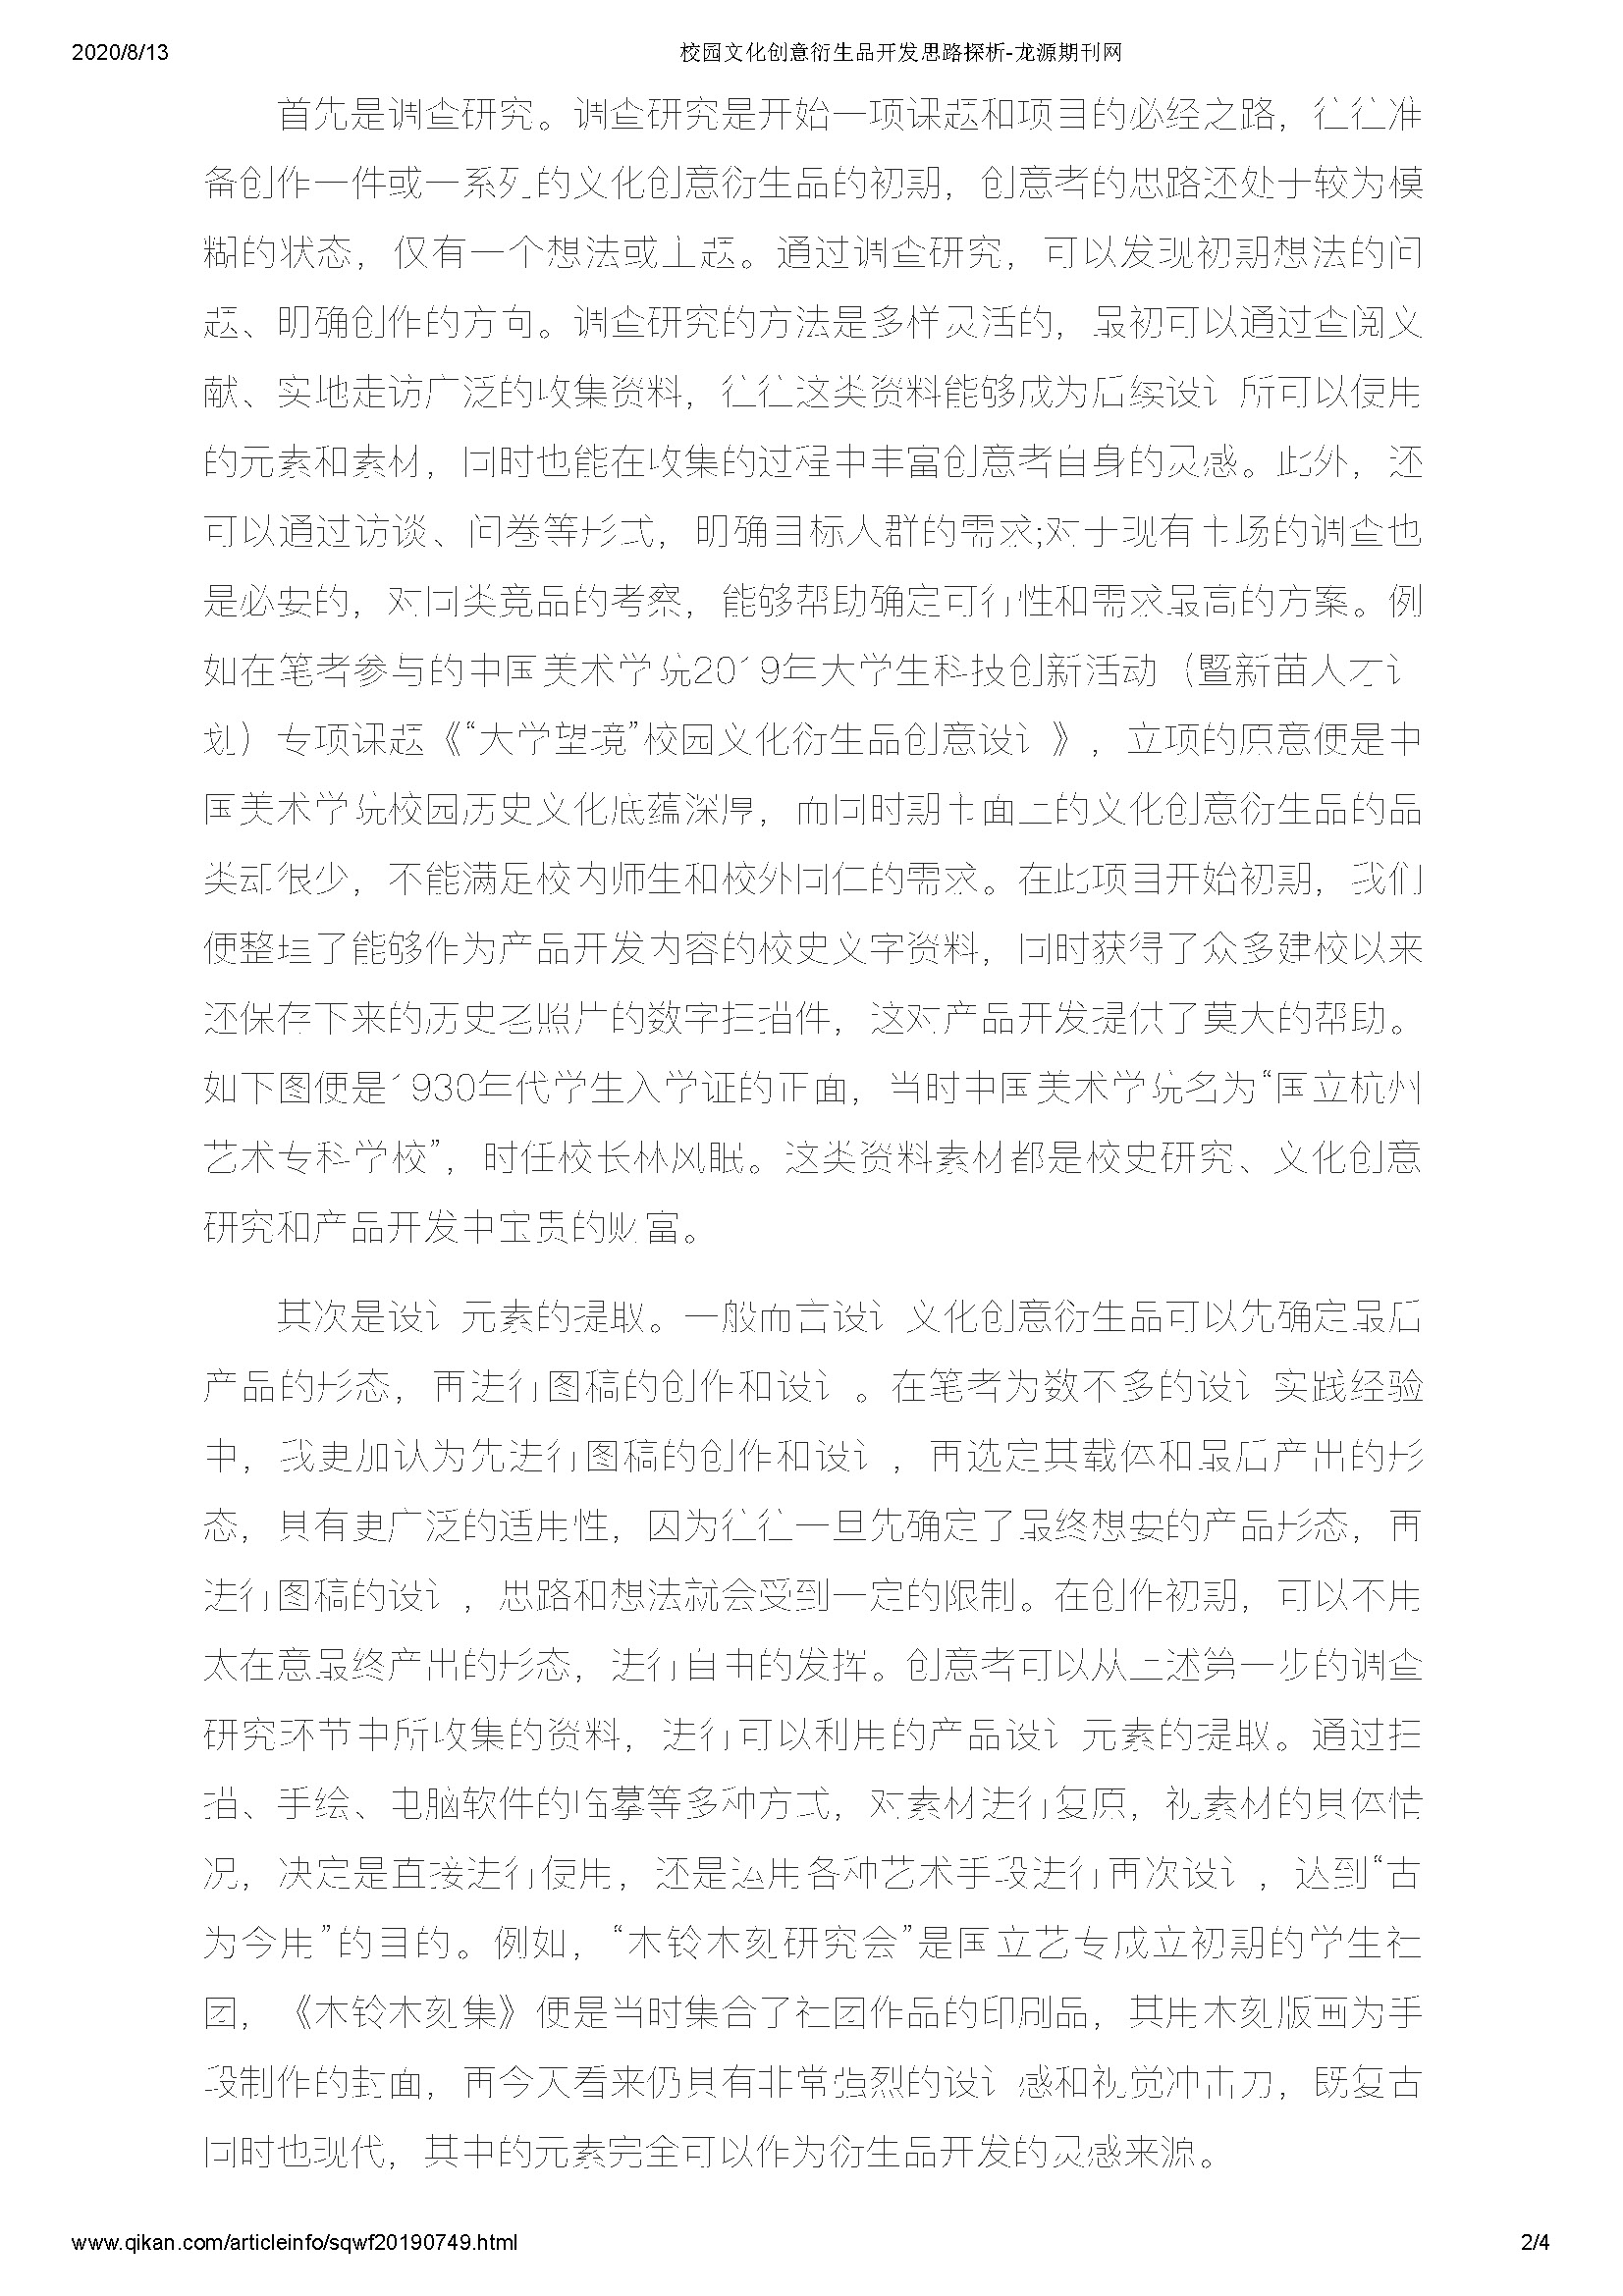 2020/8/13
校园文化创意衍生品开发思路探析-龙源期刊网
首先是调查研究。调查研究是开始一项课题和项目的必经之路，往往准
备创作一件或一系列的文化创意衍生品的初期，创意者的思路还处于较为模
糊的状态，仅有一个想法或主题。通过调查研究，可以发现初期想法的问
题、明确创作的方向。调查研究的方法是多样灵活的，最初可以通过查阅文
献、实地走访广泛的收集资料，往往这类资料能够成为后续设计所可以使用
的元素和素材，同时也能在收集的过程中丰富创意者自身的灵感。此外，还
可以通过访谈、问卷等形式，明确目标人群的需求;对于现有市场的调查也
是必要的，对同类竞品的考察，能够帮助确定可行性和需求最高的方案。例
如在笔者参与的中国美术学院2019年大学生科技创新活动（暨新苗人才计
划）专项课题《“大学望境”校园文化衍生品创意设计》，立项的原意便是中
国美术学院校园历史文化底蕴深厚，而同时期市面上的文化创意衍生品的品
类却很少，不能满足校内师生和校外同仁的需求。在此项目开始初期，我们
便整理了能够作为产品开发内容的校史文字资料，同时获得了众多建校以来
还保存下来的历史老照片的数字扫描件，这对产品开发提供了莫大的帮助。
如下图便是1930年代学生入学证的正面，当时中国美术学院名为“国立杭州
艺术专科学校”，时任校长林风眠。这类资料素材都是校史研究、文化创意
研究和产品开发中宝贵的财富。
其次是设计元素的提取。一般而言设计文化创意衍生品可以先确定最后
产品的形态，再进行图稿的创作和设计。在笔者为数不多的设计实践经验
中，我更加认为先进行图稿的创作和设计，再选定其载体和最后产出的形
态，具有更广泛的适用性，因为往往一旦先确定了最终想要的产品形态，再
进行图稿的设计，思路和想法就会受到一定的限制。在创作初期，可以不用
太在意最终产出的形态，进行自由的发挥。创意者可以从上述第一步的调查
研究环节中所收集的资料，进行可以利用的产品设计元素的提取。通过扫
描、手绘、电脑软件的临摹等多种方式，对素材进行复原，视素材的具体情
况，决定是直接进行使用，还是运用各种艺术手段进行再次设计，达到“古
为今用”的目的。例如，“木铃木刻研究会”是国立艺专成立初期的学生社
团，《木铃木刻集》便是当时集合了社团作品的印刷品，其用木刻版画为手
段制作的封面，再今天看来仍具有非常强烈的设计感和视觉冲击力，既复古
同时也现代，其中的元素完全可以作为衍生品开发的灵感来源。
www.qikan.com/articleinfo/sqwf20190749.html
2/4